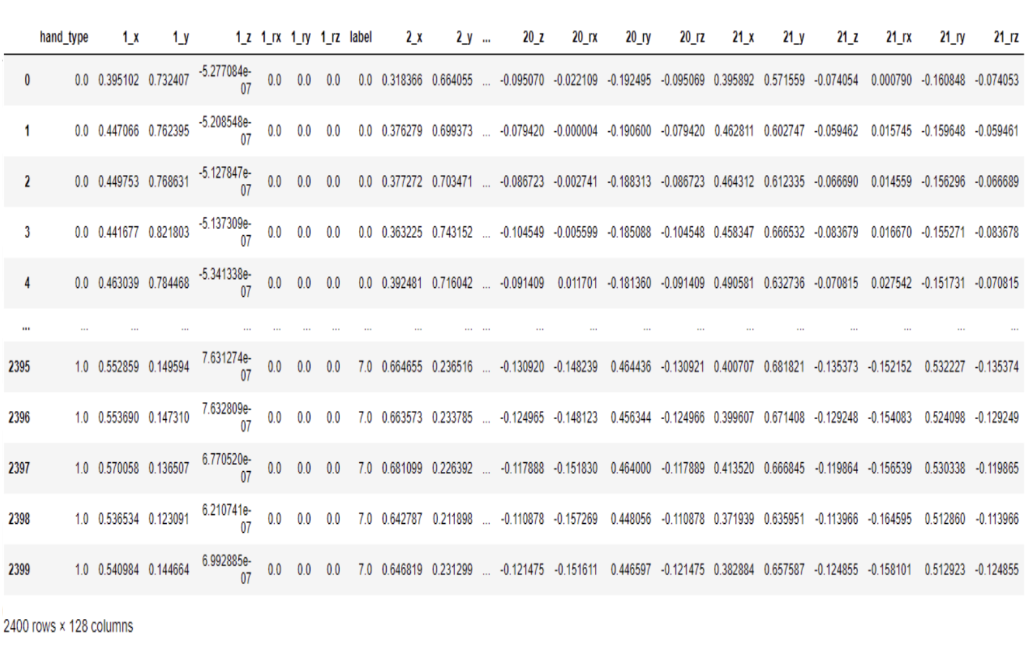 hand_type 1_x 1_y 1_z 1_rx 1_ry 1_rz label 2_x 2_y ... 20_z 20_rx 20_ry 20_rz 21_x 21_y 21_z 21_rx 21_ry 21_rz
0 0.0 0.395102 0.732407 -5.277084e-07 0.0 0.0 0.0 0.0 0.318366 0.664055 ... -0.095070 -0.022109 -0.192495 -0.095069 0.395892 0.571559 -0.074054 0.000790 -0.160848 -0.074053
1 0.0 0.447066 0.762395 -5.208548e-07 0.0 0.0 0.0 0.0 0.376279 0.699373 ... -0.079420 -0.000004 -0.190600 -0.079420 0.462811 0.602747 -0.059462 0.015745 -0.159648 -0.059461
2 0.0 0.449753 0.768631 -5.127847e-07 0.0 0.0 0.0 0.0 0.377272 0.703471 ... -0.086723 -0.002741 -0.188313 -0.086723 0.464312 0.612335 -0.066690 0.014559 -0.156296 -0.066689
3 0.0 0.441677 0.821803 -5.137309e-07 0.0 0.0 0.0 0.0 0.363225 0.743152 ... -0.104549 -0.005599 -0.185088 -0.104548 0.458347 0.666532 -0.083679 0.016670 -0.155271 -0.083678
4 0.0 0.463039 0.784468 -5.341338e-07 0.0 0.0 0.0 0.0 0.392481 0.716042 ... -0.091409 0.011701 -0.181360 -0.091409 0.490581 0.632736 -0.070815 0.027542 -0.151731 -0.070815
... ... ... ... ... ... ... ... ... ... ... ... ... ... ... ... ... ... ... ... ... ...
2395 1.0 0.552859 0.149594 7.631274e-07 0.0 0.0 0.0 7.0 0.664655 0.236516 ... -0.130920 -0.148239 0.464436 -0.130921 0.400707 0.681821 -0.135373 -0.152152 0.532227 -0.135374
2396 1.0 0.553690 0.147310 7.632809e-07 0.0 0.0 0.0 7.0 0.663573 0.233785 ... -0.124965 -0.148123 0.456344 -0.124966 0.399607 0.671408 -0.129248 -0.154083 0.524098 -0.129249
2397 1.0 0.570058 0.136507 6.770520e-07 0.0 0.0 0.0 7.0 0.681099 0.226392 ... -0.117888 -0.151830 0.464000 -0.117889 0.413520 0.666845 -0.119864 -0.156539 0.530338 -0.119865
2398 1.0 0.536534 0.123091 6.210741e-07 0.0 0.0 0.0 7.0 0.642787 0.211898 ... -0.110878 -0.157269 0.448056 -0.110878 0.371939 0.635951 -0.113966 -0.164595 0.512860 -0.113966
2399 1.0 0.540984 0.144664 6.992885e-07 0.0 0.0 0.0 7.0 0.646819 0.231299 ... -0.121475 -0.151611 0.446597 -0.121475 0.382884 0.657587 -0.124855 -0.158101 0.512923 -0.124855
2400 rows × 128 columns